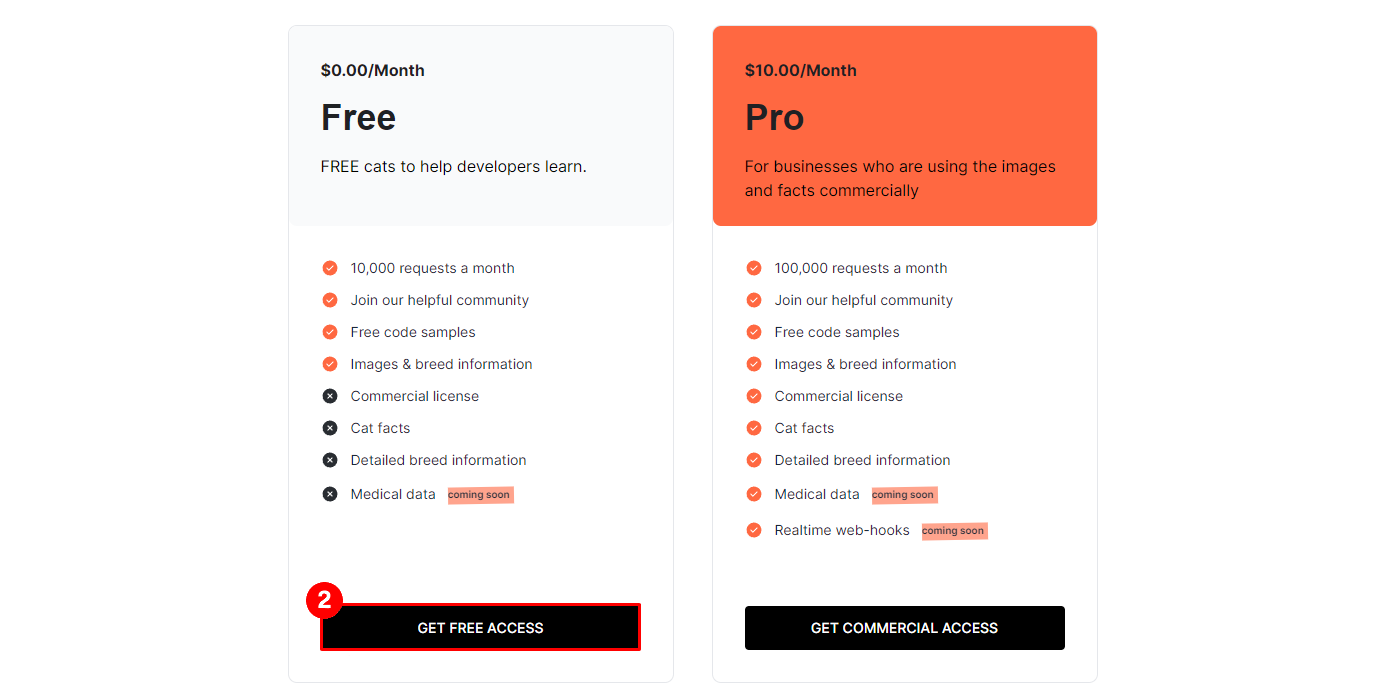 $0.00/Month
Free
FREE cats to help developers learn.
10,000 requests a month
Join our helpful community
Free code samples
Images & breed information
Commercial license
Cat facts
Detailed breed information
Medical data coming soon
2
GET FREE ACCESS
$10.00/Month
Pro
For businesses who are using the images
and facts commercially
100,000 requests a month
Join our helpful community
Free code samples
Images & breed information
Commercial license
Cat facts
Detailed breed information
Medical data coming soon
Realtime web-hooks coming soon
GET COMMERCIAL ACCESS